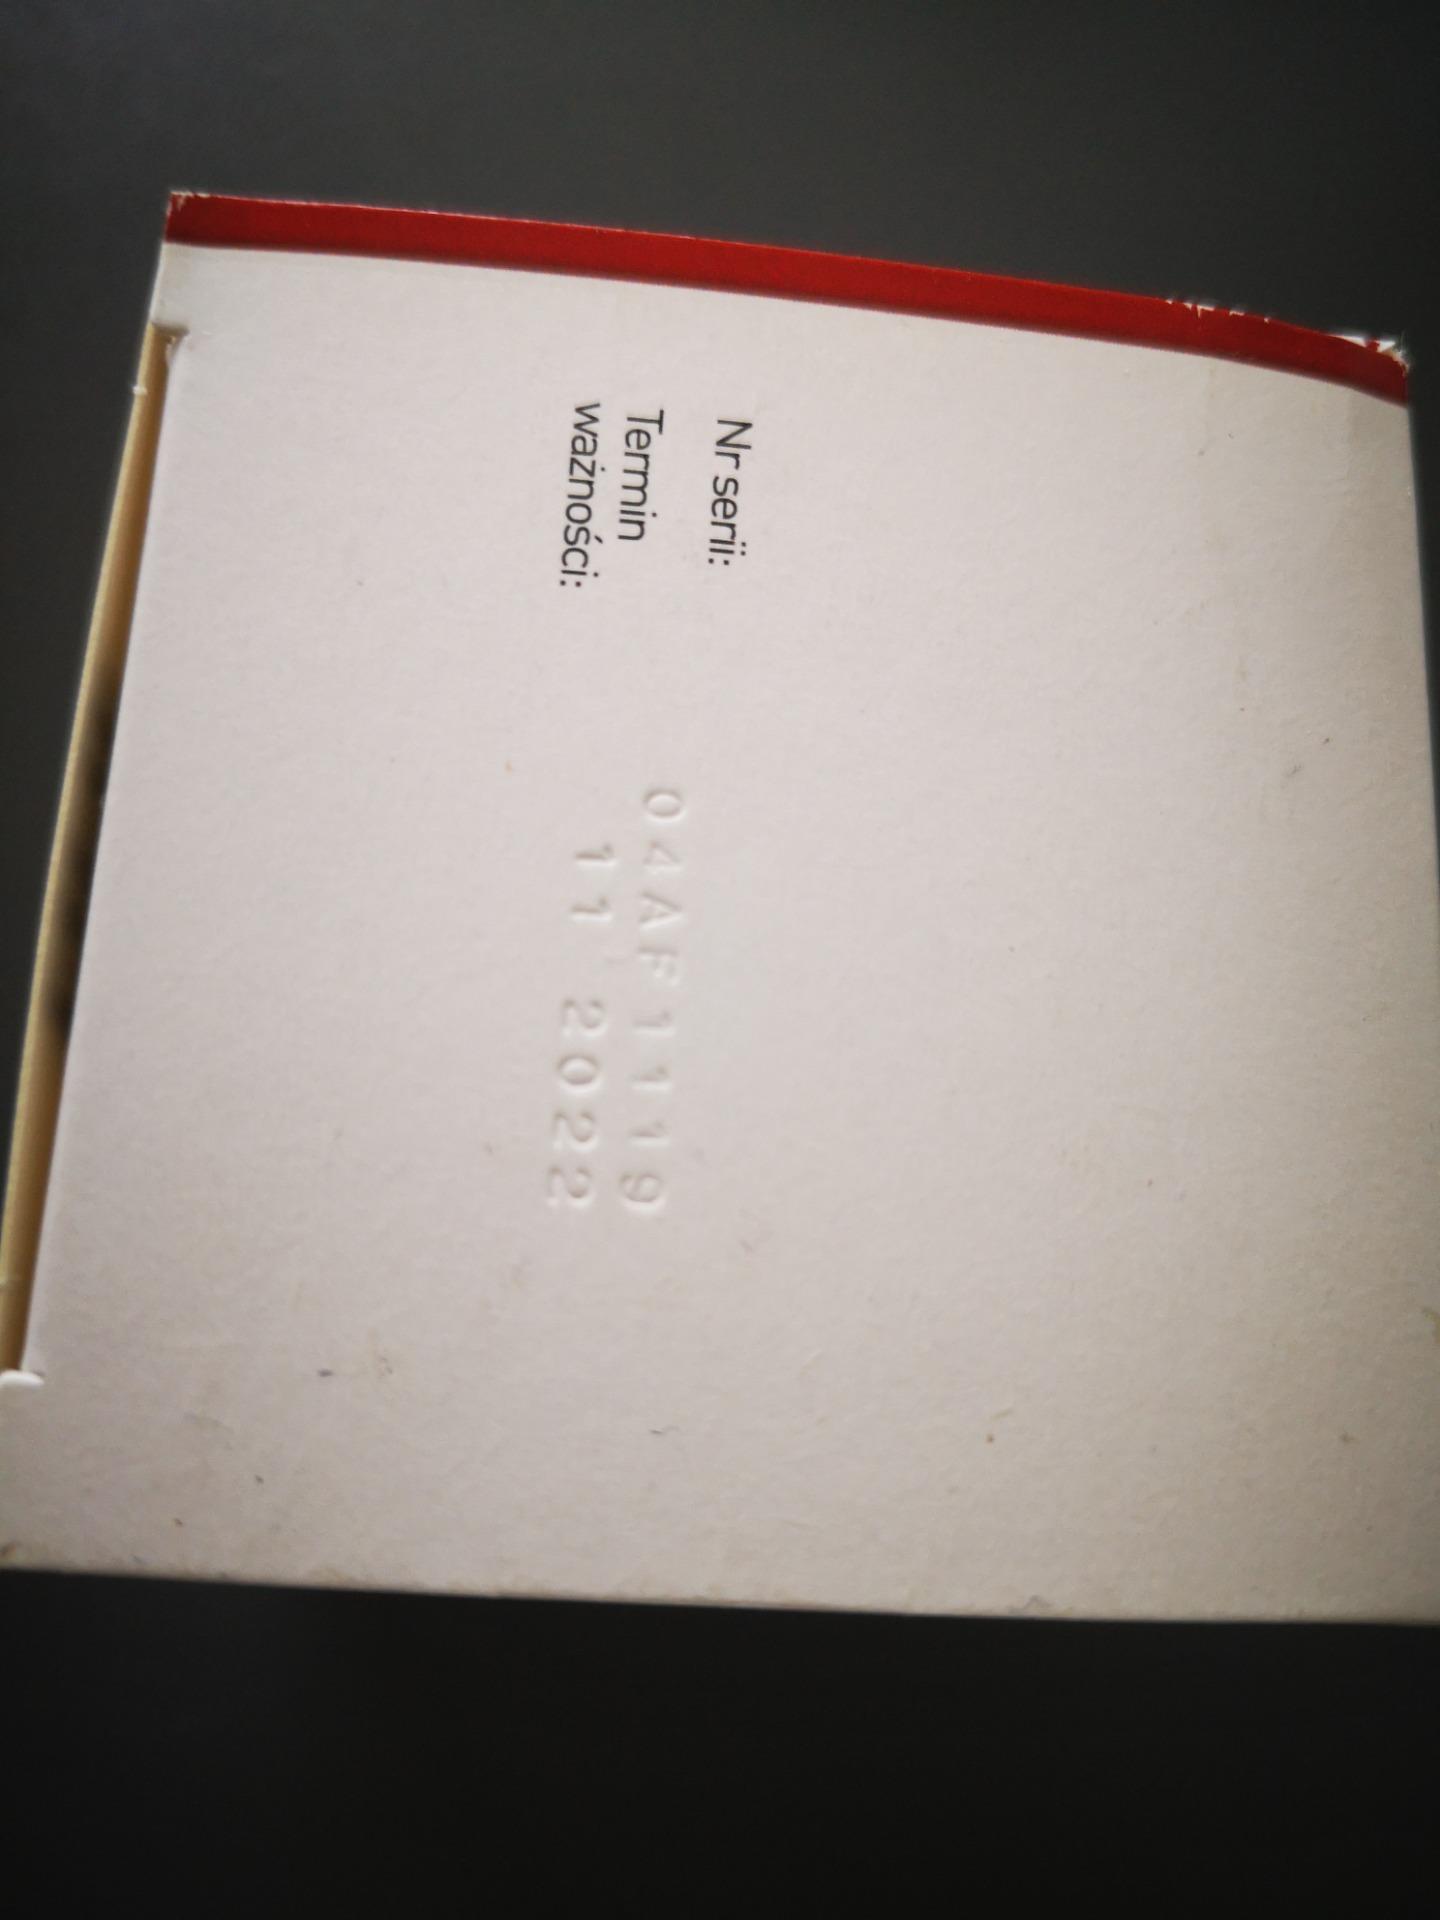 Nr serii:
Termin
ważności:
04AF1119
11 2022